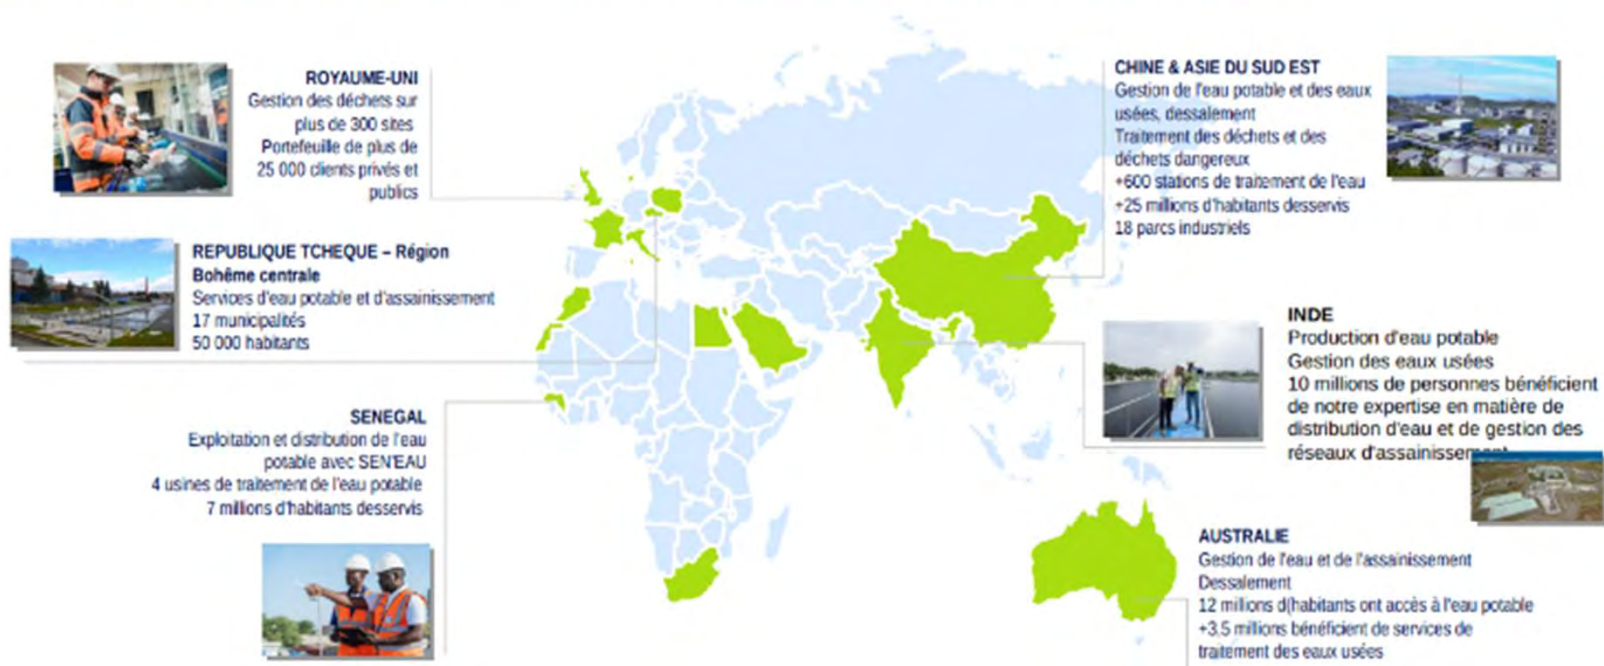 ROYAUME-UNI
Gestion des déchets sur
plus de 300 sites
Portefeuille de plus de
25 000 clients privés et
publics
REPUBLIQUE TCHEQUE – Région
Bohême centrale
Services d'eau potable et d'assainissement
17 municipalités
50 000 habitants
SENEGAL
Exploitation et distribution de l'eau
potable avec SEN'EAU
4 usines de traitement de l'eau potable
7 millions d'habitants desservis
CHINE & ASIE DU SUD EST
Gestion de l'eau potable et des eaux
usées, dessalement
Traitement des déchets et des
déchets dangereux
+600 stations de traitement de l'eau
+25 millions d'habitants desservis
18 parcs industriels
INDE
Production d'eau potable
Gestion des eaux usées
10 millions de personnes bénéficient
de notre expertise en matière de
distribution d'eau et de gestion des
réseaux d'assainissement
AUSTRALIE
Gestion de l'eau et de l'assainissement
Dessalement
12 millions d(habitants ont accès à l'eau potable
+3,5 millions bénéficient de services de
traitement des eaux usées